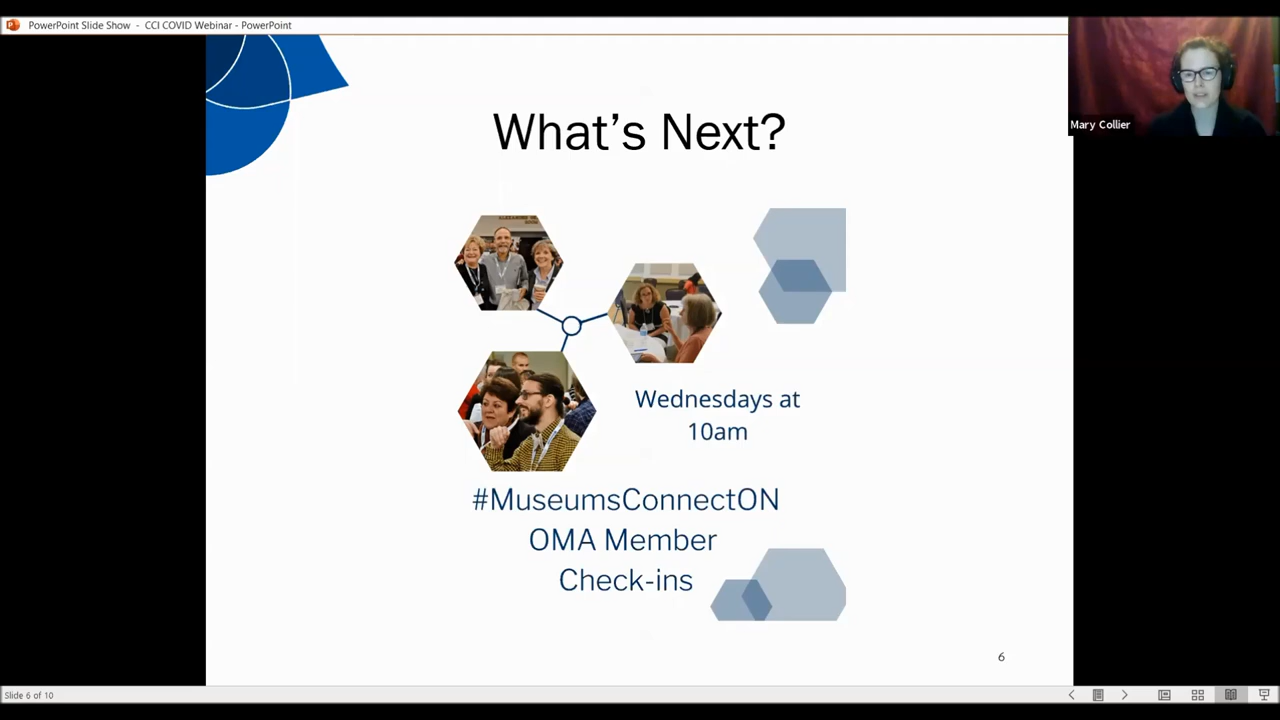 PowerPoint Slide Show - CCI COVID Webinar - PowerPoint
Mary Collier
What's Next?
Wednesdays at
10am
#MuseumsConnectON
OMA Member
Check-ins
6
Slide 6 of 10